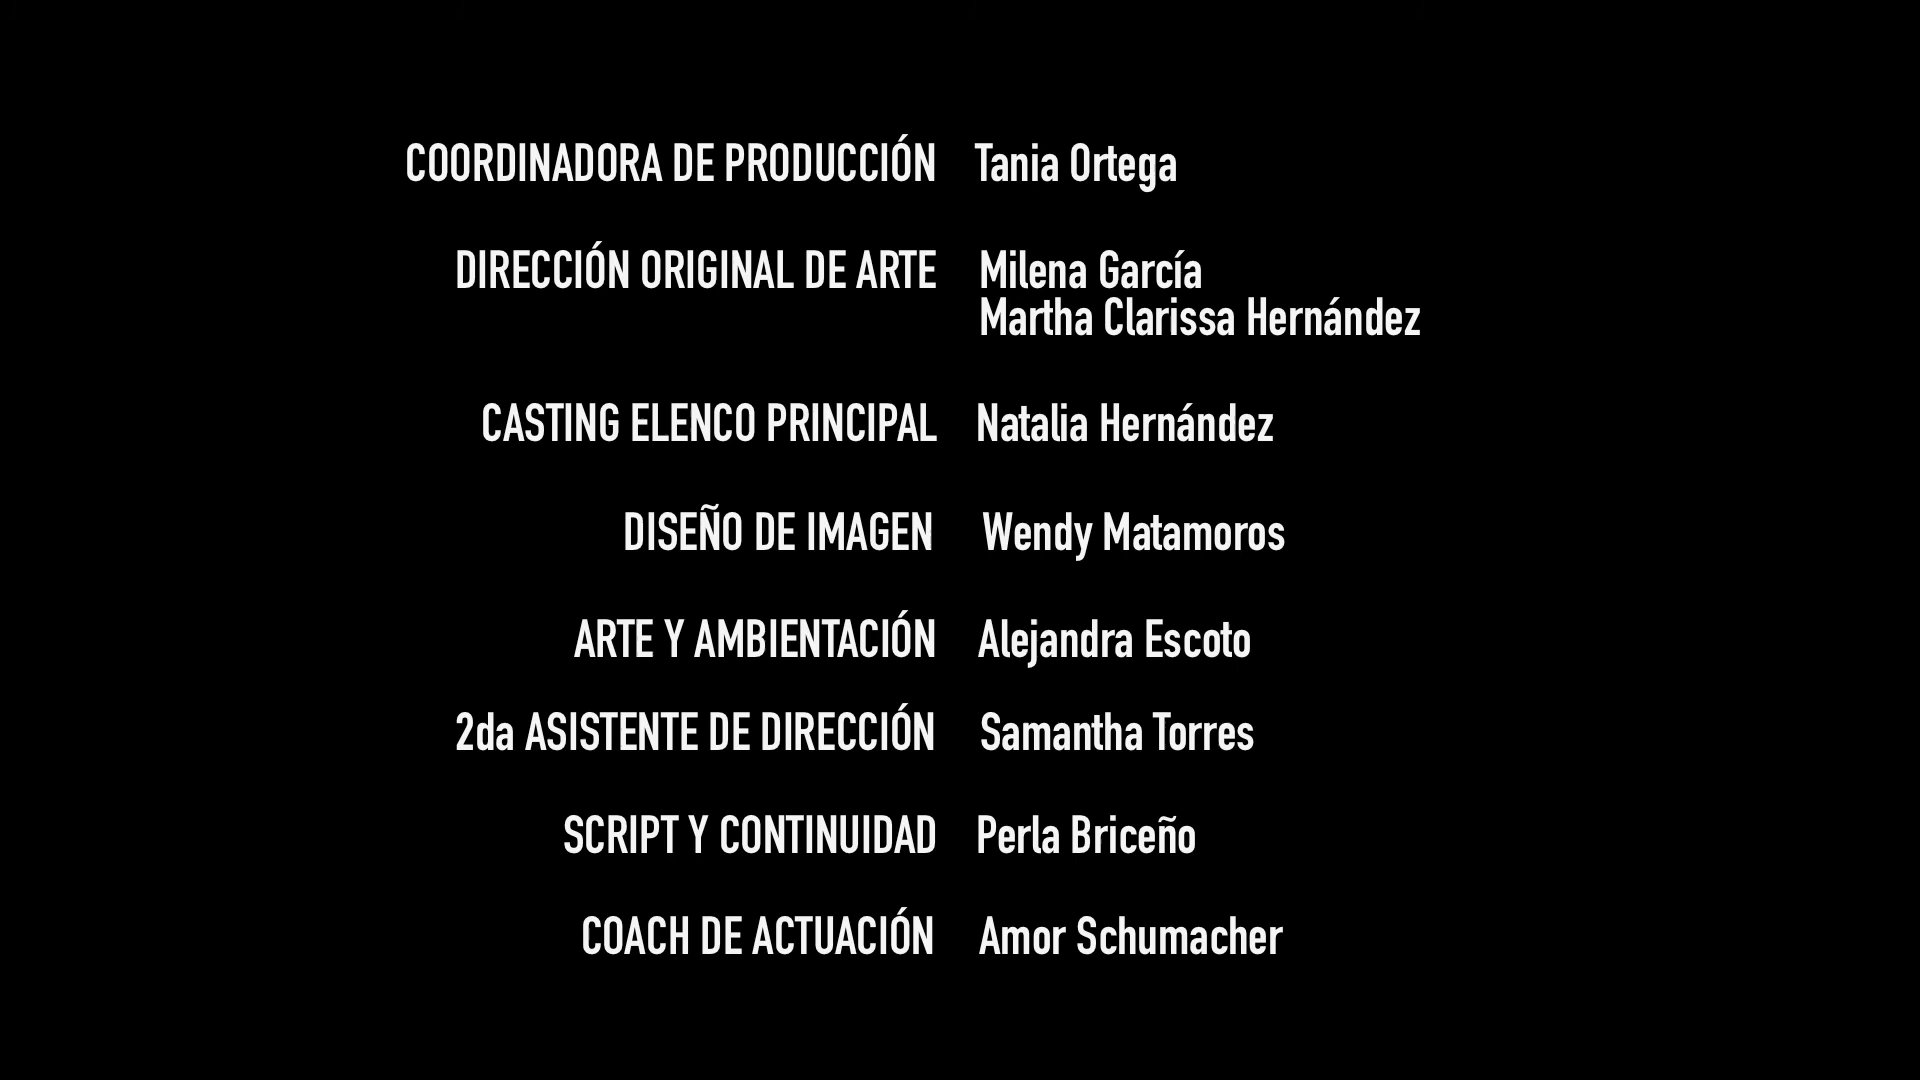 COORDINADORA DE PRODUCCIÓN Tania Ortega
DIRECCIÓN ORIGINAL DE ARTE Milena García
Martha Clarissa Hernández
CASTING ELENCO PRINCIPAL Natalia Hernández
DISEÑO DE IMAGEN Wendy Matamoros
ARTE Y AMBIENTACIÓN Alejandra Escoto
2da ASISTENTE DE DIRECCIÓN Samantha Torres
SCRIPT Y CONTINUIDAD Perla Briceño
COACH DE ACTUACIÓN Amor Schumacher